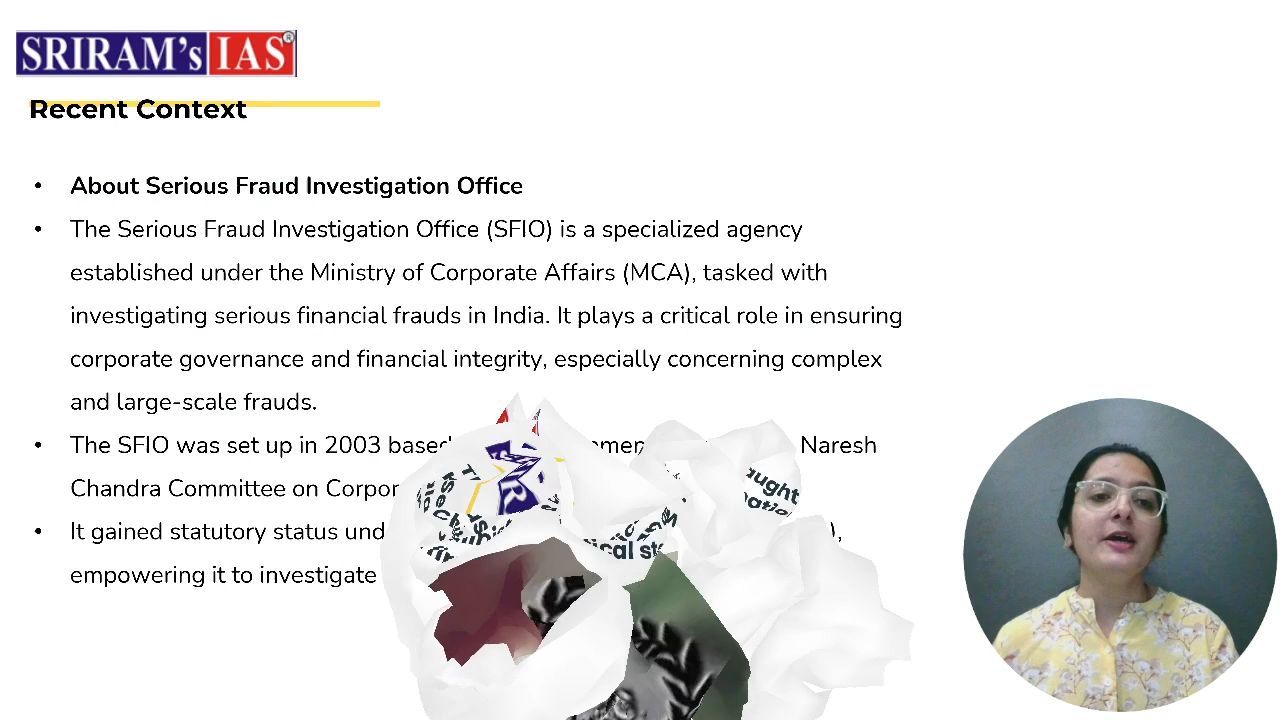 SRIRAM's IAS®
Recent Context
• About Serious Fraud Investigation Office
• The Serious Fraud Investigation Office (SFIO) is a specialized agency
established under the Ministry of Corporate Affairs (MCA), tasked with
investigating serious financial frauds in India. It plays a critical role in ensuring
corporate governance and financial integrity, especially concerning complex
and large-scale frauds.
• The SFIO was set up in 2003 based Naresh
Chandra Committee on
• It gained statutory status
empowering it to investigate